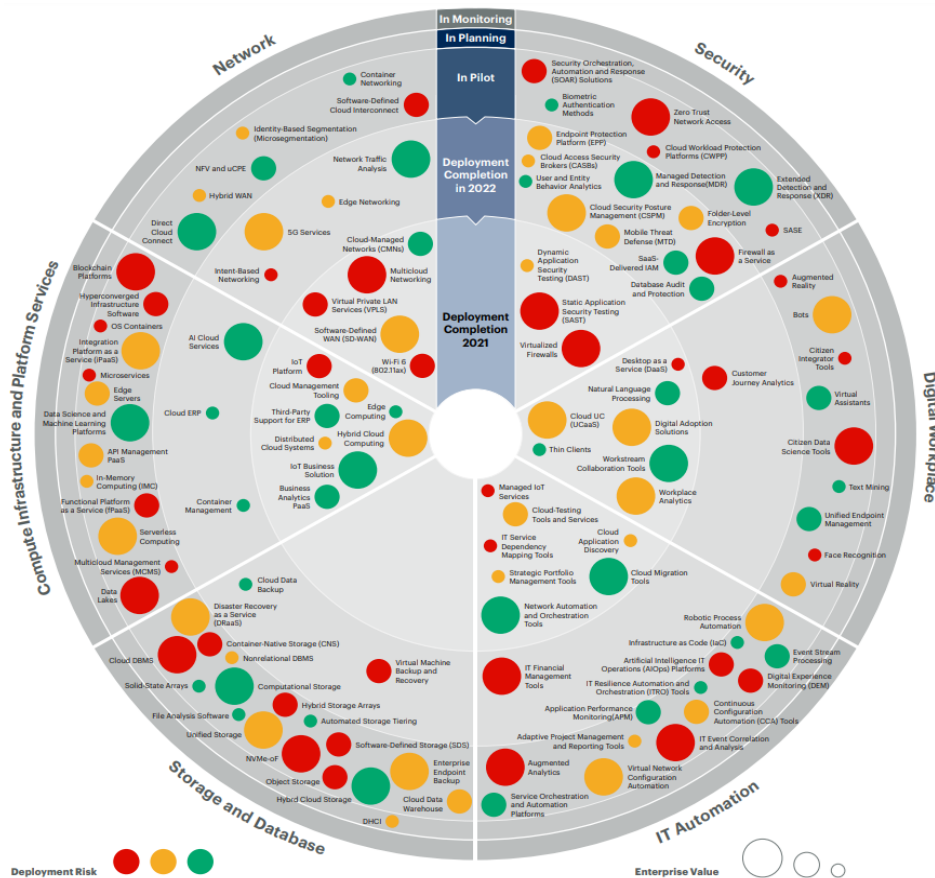 In Monitoring
In Planning
In Pilot
Deployment
Completion
in 2022
Deployment
Completion
2021
Network
Container
Networking
Software-Defined
Cloud Interconnect
Identity-Based Segmentation
(Microsegmentation)
Network Traffic
Analysis
NFV and uCPE
Hybrid WAN
Edge Networking
Direct
Cloud
Connect
5G Services
Cloud-Managed
Networks (CMNs)
Intent-Based
Networking
Multicloud
Networking
Virtual Private LAN
Services (VPLS)
Software-Defined
WAN (SD-WAN)
Wi-Fi 6
(802.11ax)
Security
Security Orchestration,
Automation and Response
(SOAR) Solutions
Biometric
Authentication
Methods
Zero Trust
Network Access
Endpoint Protection
Platform (EPP)
Cloud Workload Protection
Platforms (CWPP)
Cloud Access Security
Brokers (CASBs)
User and Entity
Behavior Analytics
Managed Detection
and Response(MDR)
Extended
Detection and
Response (XDR)
Cloud Security Posture
Management (CSPM)
Folder-Level
Encryption
Mobile Threat
Defense (MTD)
SASE
Dynamic
Application
Security
Testing (DAST)
SaaS-
Delivered IAM
Firewall as
a Service
Database Audit
and Protection
Static Application
Security Testing
(SAST)
Virtualized
Firewalls
Digital Workplace
Augmented
Reality
Bots
Citizen
Integrator
Tools
Desktop as a
Service (DaaS)
Customer
Journey Analytics
Natural Language
Processing
Virtual
Assistants
Cloud UC
(UCaaS)
Digital Adoption
Solutions
Citizen Data
Science Tools
Thin Clients
Workstream
Collaboration Tools
Text Mining
Workplace
Analytics
Unified Endpoint
Management
Face Recognition
Virtual Reality
IT Automation
Managed IoT
Services
Cloud-Testing
Tools and Services
IT Service
Dependency
Mapping Tools
Cloud
Application
Discovery
Strategic Portfolio
Management Tools
Cloud Migration
Tools
Network Automation
and Orchestration
Tools
Robotic Process
Automation
Infrastructure as Code (IaC)
Event Stream
Processing
IT Financial
Management
Tools
Artificial Intelligence IT
Operations (AIOps) Platforms
Digital Experience
Monitoring (DEM)
IT Resilience Automation and
Orchestration (ITRO) Tools
Application Performance
Monitoring(APM)
Continuous
Configuration
Automation (CCA) Tools
Adaptive Project Management
and Reporting Tools
IT Event Correlation
and Analysis
Augmented
Analytics
Virtual Network
Configuration
Automation
Service Orchestration
and Automation
Platforms
Storage and Database
Cloud Data
Backup
Disaster Recovery
as a Service
(DRaaS)
Container-Native Storage (CNS)
Cloud DBMS
Nonrelational DBMS
Virtual Machine
Backup and
Recovery
Solid-State Arrays
Computational Storage
Hybrid Storage Arrays
File Analysis Software
Automated Storage Tiering
Unified Storage
Software-Defined Storage (SDS)
NVMe-oF
Enterprise
Endpoint
Backup
Object Storage
Hybrd Cloud Storage
Cloud Data
Warehouse
DHCI
Compute Infrastructure and Platform Services
Blockchain
Platforms
Hyperconverged
Infrastructure
Software
OS Containers
Integration
Platform as a
Service (iPaaS)
AI Cloud
Services
IoT
Platform
Microservices
Cloud Management
Tooling
Edge
Servers
Cloud ERP
Third-Party
Support for ERP
Edge
Computing
Data Science and
Machine Learning
Platforms
Distributed
Cloud Systems
Hybrid Cloud
Computing
API Management
PaaS
IoT Business
Solution
In-Memory
Computing (IMC)
Business
Analytics
PaaS
Functional Platform
as a Service (fPaaS)
Container
Management
Serverless
Computing
Multicloud Management
Services (MCMS)
Data
Lakes
Deployment Risk
Enterprise Value